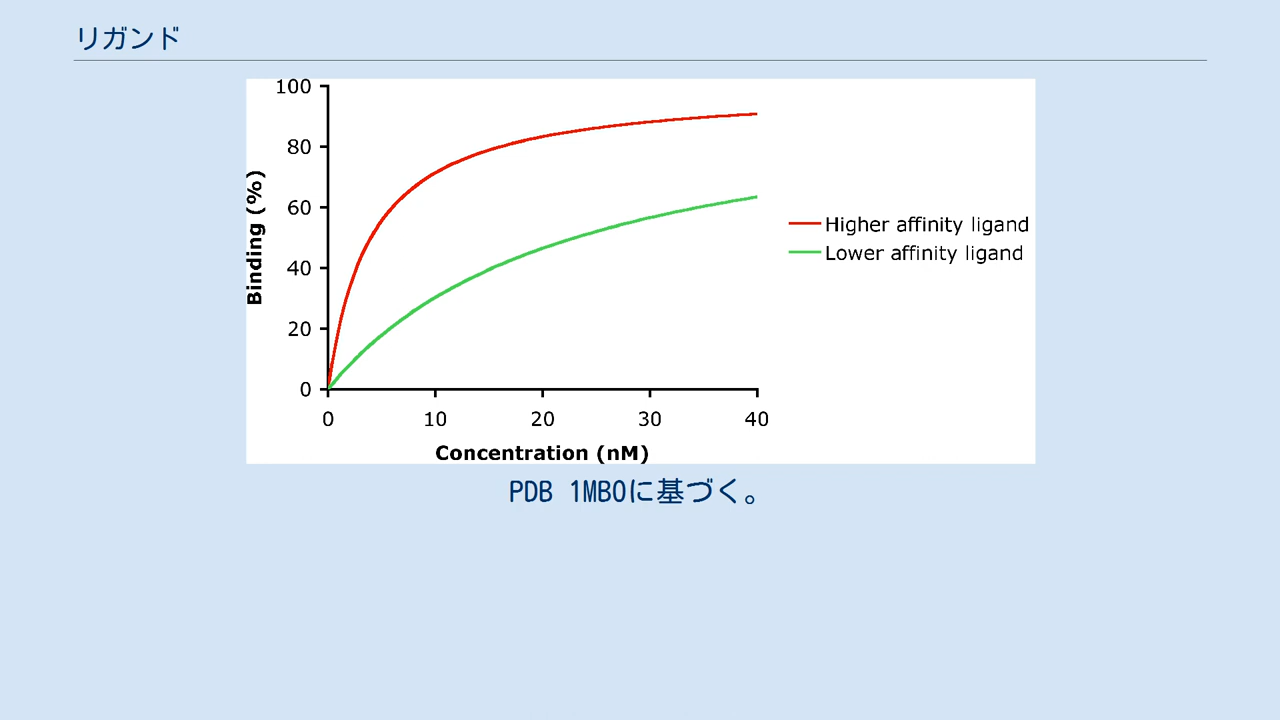 リガンド
100
80
60
40
20
0
Binding (%)
0 10 20 30 40
Concentration (nM)
Higher affinity ligand
Lower affinity ligand
PDB 1MBOに基づく。